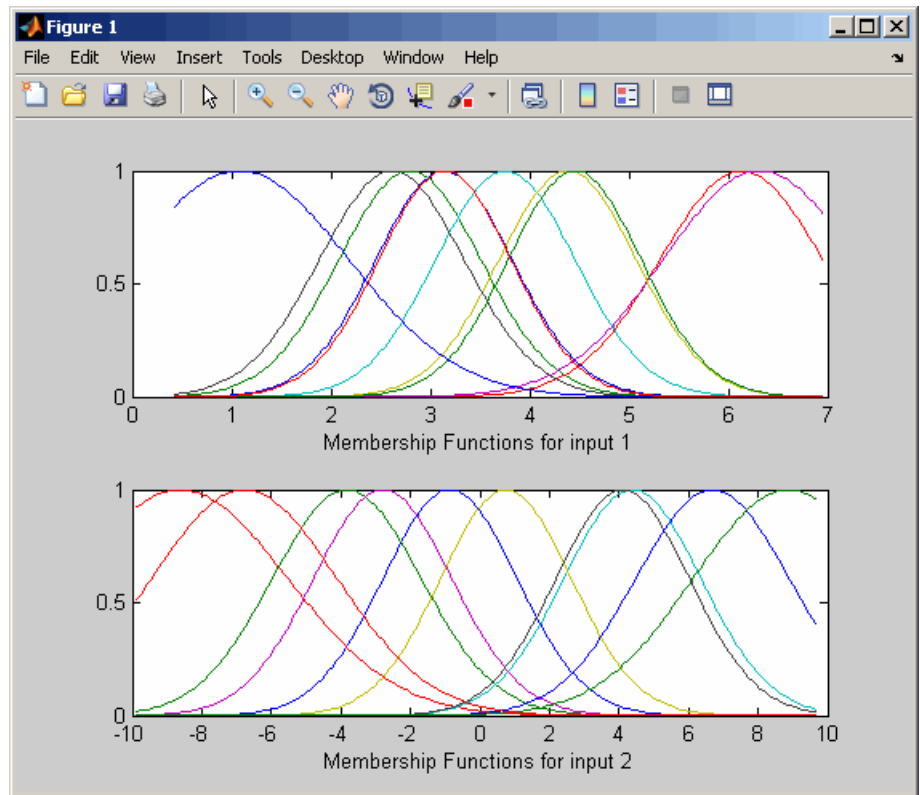 Figure 1
File Edit View Insert Tools Desktop Window Help
1
0.5
0
0 1 2 3 4 5 6 7
Membership Functions for input 1
1
0.5
0
-10 -8 -6 -4 -2 0 2 4 6 8 10
Membership Functions for input 2